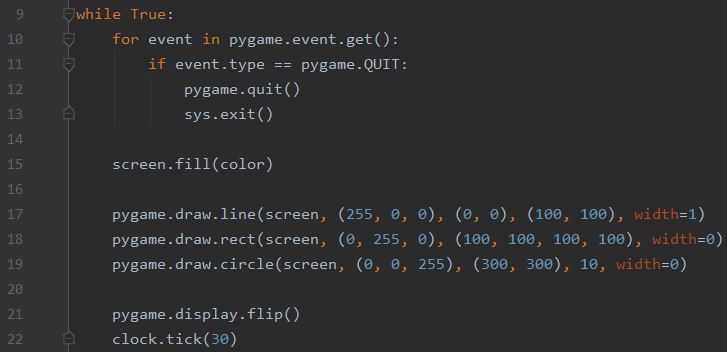 9 while True:
10     for event in pygame.event.get():
11         if event.type == pygame.QUIT:
12             pygame.quit()
13             sys.exit()
14
15     screen.fill(color)
16
17     pygame.draw.line(screen, (255, 0, 0), (0, 0), (100, 100), width=1)
18     pygame.draw.rect(screen, (0, 255, 0), (100, 100, 100, 100), width=0)
19     pygame.draw.circle(screen, (0, 0, 255), (300, 300), 10, width=0)
20
21     pygame.display.flip()
22     clock.tick(30)